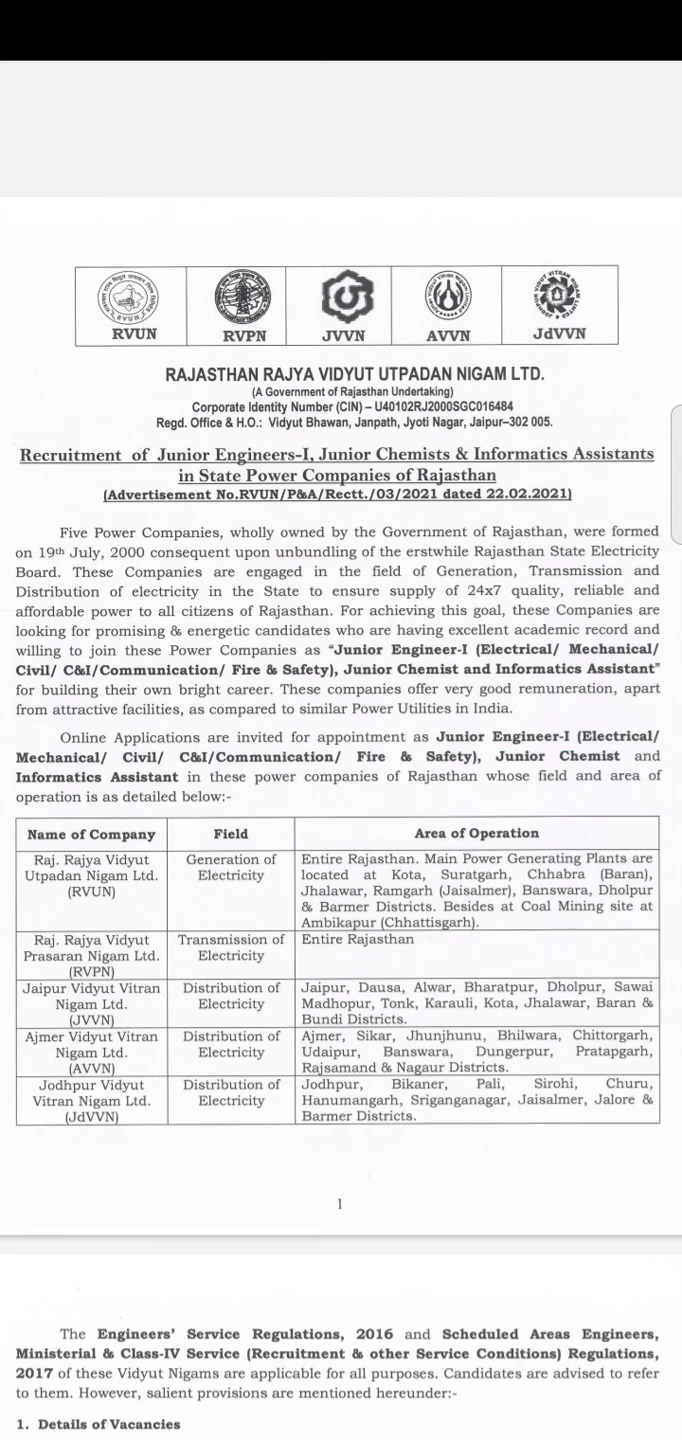 RVUN RVPN JVVN AVVN JdVVN
RAJASTHAN RAJYA VIDYUT UTPADAN NIGAM LTD.
(A Government of Rajasthan Undertaking)
Corporate Identity Number (CIN) – U40102RJ2000SGC016484
Regd. Office & H.O.: Vidyut Bhawan, Janpath, Jyoti Nagar, Jaipur–302 005.
Recruitment of Junior Engineers-I, Junior Chemists & Informatics Assistants
in State Power Companies of Rajasthan
(Advertisement No.RVUN/P&A/Rectt./03/2021 dated 22.02.2021)
Five Power Companies, wholly owned by the Government of Rajasthan, were formed
on 19th July, 2000 consequent upon unbundling of the erstwhile Rajasthan State Electricity
Board. These Companies are engaged in the field of Generation, Transmission and
Distribution of electricity in the State to ensure supply of 24x7 quality, reliable and
affordable power to all citizens of Rajasthan. For achieving this goal, these Companies are
looking for promising & energetic candidates who are having excellent academic record and
willing to join these Power Companies as “Junior Engineer-I (Electrical/ Mechanical/
Civil/ C&I/Communication/ Fire & Safety), Junior Chemist and Informatics Assistant”
for building their own bright career. These companies offer very good remuneration, apart
from attractive facilities, as compared to similar Power Utilities in India.
Online Applications are invited for appointment as Junior Engineer-I (Electrical/
Mechanical/ Civil/ C&I/Communication/ Fire & Safety), Junior Chemist and
Informatics Assistant in these power companies of Rajasthan whose field and area of
operation is as detailed below:-
Name of Company Field Area of Operation
Raj. Rajya Vidyut Generation of Entire Rajasthan. Main Power Generating Plants are
Utpadan Nigam Ltd. Electricity located at Kota, Suratgarh, Chhabra (Baran),
(RVUN) Jhalawar, Ramgarh (Jaisalmer), Banswara, Dholpur
& Barmer Districts. Besides at Coal Mining site at
Ambikapur (Chhattisgarh).
Raj. Rajya Vidyut Transmission of Entire Rajasthan
Prasaran Nigam Ltd. Electricity
(RVPN)
Jaipur Vidyut Vitran Distribution of Jaipur, Dausa, Alwar, Bharatpur, Dholpur, Sawai
Nigam Ltd. Electricity Madhopur, Tonk, Karauli, Kota, Jhalawar, Baran &
(JVVN) Bundi Districts.
Ajmer Vidyut Vitran Distribution of Ajmer, Sikar, Jhunjhunu, Bhilwara, Chittorgarh,
Nigam Ltd. Electricity Udaipur, Banswara, Dungerpur, Pratapgarh,
(AVVN) Rajsamand & Nagaur Districts.
Jodhpur Vidyut Distribution of Jodhpur, Bikaner, Pali, Sirohi, Churu,
Vitran Nigam Ltd. Electricity Hanumangarh, Sriganganagar, Jaisalmer, Jalore &
(JdVVN) Barmer Districts.
1
The Engineers’ Service Regulations, 2016 and Scheduled Areas Engineers,
Ministerial & Class-IV Service (Recruitment & other Service Conditions) Regulations,
2017 of these Vidyut Nigams are applicable for all purposes. Candidates are advised to refer
to them. However, salient provisions are mentioned hereunder:-
1. Details of Vacancies